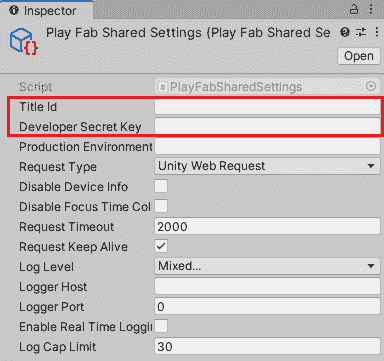 Inspector
Play Fab Shared Settings (Play Fab Shared Se
Open
Script PlayFabSharedSettings
Title Id
Developer Secret Key
Production Environment
Request Type Unity Web Request
Disable Device Info
Disable Focus Time Col
Request Timeout 2000
Request Keep Alive
Log Level Mixed...
Logger Host
Logger Port 0
Enable Real Time Loggin
Log Cap Limit 30